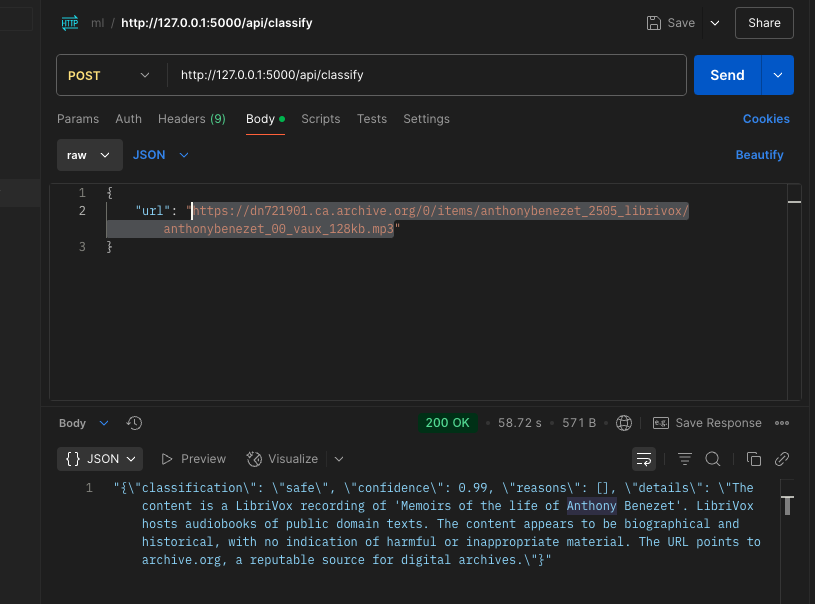 HTTP ml / http://127.0.0.1:5000/api/classify Save Share
POST http://127.0.0.1:5000/api/classify Send
Params Auth Headers (9) Body Scripts Tests Settings Cookies
raw JSON Beautify
1 {
2 "url": "https://dn721901.ca.archive.org/0/items/anthonybenezet_2505_librivox/
anthonybenezet_00_vaux_128kb.mp3"
3 }
Body 200 OK • 58.72 s • 571 B • e.g. Save Response
{} JSON Preview Visualize
1 "{\"classification\": \"safe\", \"confidence\": 0.99, \"reasons\": [], \"details\": \"The
content is a LibriVox recording of 'Memoirs of the life of Anthony Benezet'. LibriVox
hosts audiobooks of public domain texts. The content appears to be biographical and
historical, with no indication of harmful or inappropriate material. The URL points to
archive.org, a reputable source for digital archives.\"}"